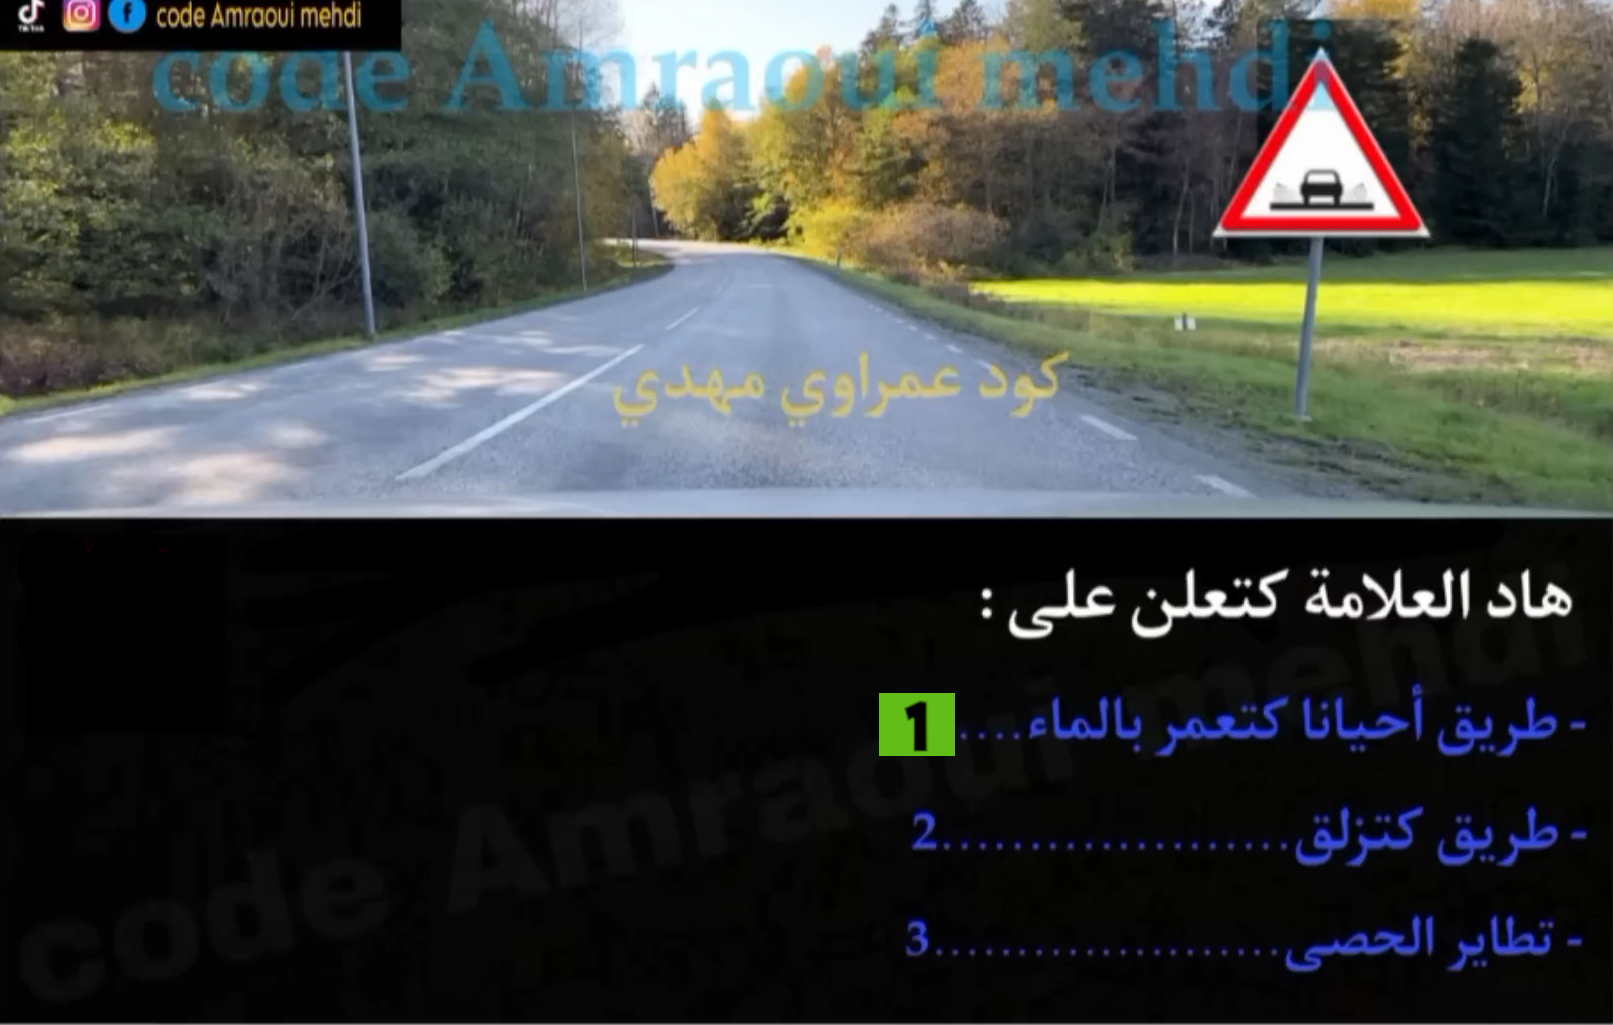 code Amraoui mehdi
code Amraoui mehdi
كود عمراوي مهدي
هاد العلامة كتعلن على :
- طريق أحيانا كتعمر بالماء....1
- طريق كتزلق....................2
- تطاير الحصى....................3
code Amraoui mehdi